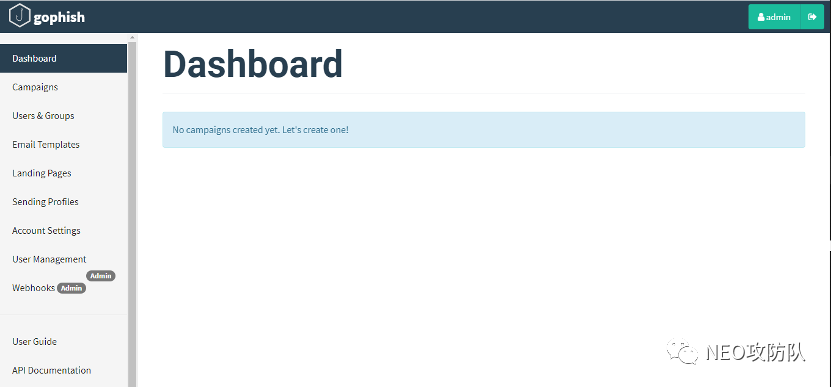 gophish
admin
Dashboard
Campaigns
Users & Groups
Email Templates
Landing Pages
Sending Profiles
Account Settings
User Management
Admin
Webhooks Admin
User Guide
API Documentation
Dashboard
No campaigns created yet. Let's create one!
NEO攻防队